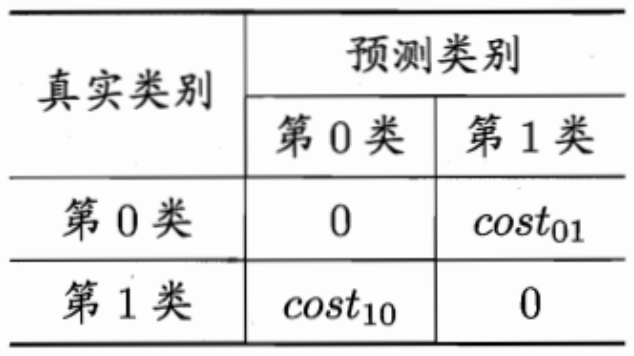 预测类别
真实类别
第 0 类 第 1 类
第 0 类 0 cost₀₁
第 1 类 cost₁₀ 0